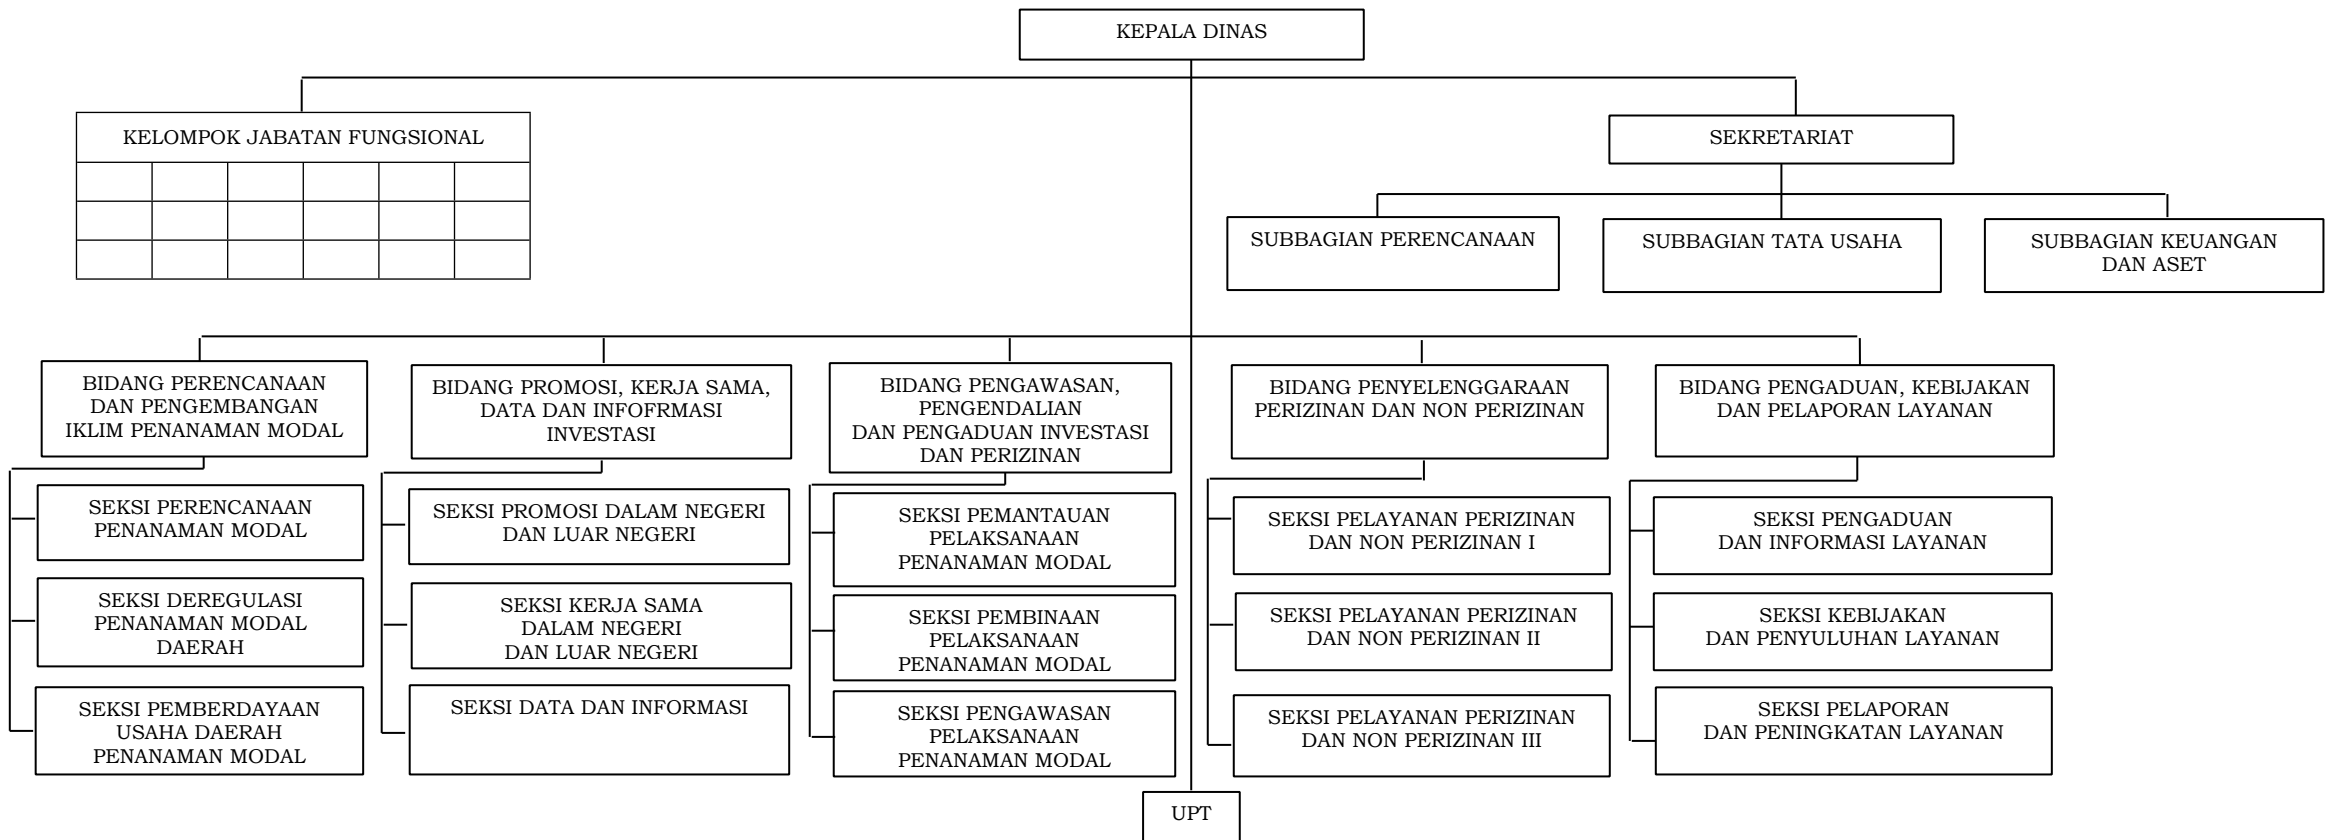 KEPALA DINAS
KELOMPOK JABATAN FUNGSIONAL
SEKRETARIAT
SUBBAGIAN PERENCANAAN
SUBBAGIAN TATA USAHA
SUBBAGIAN KEUANGAN
DAN ASET
BIDANG PERENCANAAN
DAN PENGEMBANGAN
IKLIM PENANAMAN MODAL
BIDANG PROMOSI, KERJA SAMA,
DATA DAN INFOFRMASI
INVESTASI
BIDANG PENGAWASAN,
PENGENDALIAN
DAN PENGADUAN INVESTASI
DAN PERIZINAN
BIDANG PENYELENGGARAAN
PERIZINAN DAN NON PERIZINAN
BIDANG PENGADUAN, KEBIJAKAN
DAN PELAPORAN LAYANAN
SEKSI PERENCANAAN
PENANAMAN MODAL
SEKSI DEREGULASI
PENANAMAN MODAL
DAERAH
SEKSI PEMBERDAYAAN
USAHA DAERAH
PENANAMAN MODAL
SEKSI PROMOSI DALAM NEGERI
DAN LUAR NEGERI
SEKSI KERJA SAMA
DALAM NEGERI
DAN LUAR NEGERI
SEKSI DATA DAN INFORMASI
SEKSI PEMANTAUAN
PELAKSANAAN
PENANAMAN MODAL
SEKSI PEMBINAAN
PELAKSANAAN
PENANAMAN MODAL
SEKSI PENGAWASAN
PELAKSANAAN
PENANAMAN MODAL
SEKSI PELAYANAN PERIZINAN
DAN NON PERIZINAN I
SEKSI PELAYANAN PERIZINAN
DAN NON PERIZINAN II
SEKSI PELAYANAN PERIZINAN
DAN NON PERIZINAN III
SEKSI PENGADUAN
DAN INFORMASI LAYANAN
SEKSI KEBIJAKAN
DAN PENYULUHAN LAYANAN
SEKSI PELAPORAN
DAN PENINGKATAN LAYANAN
UPT